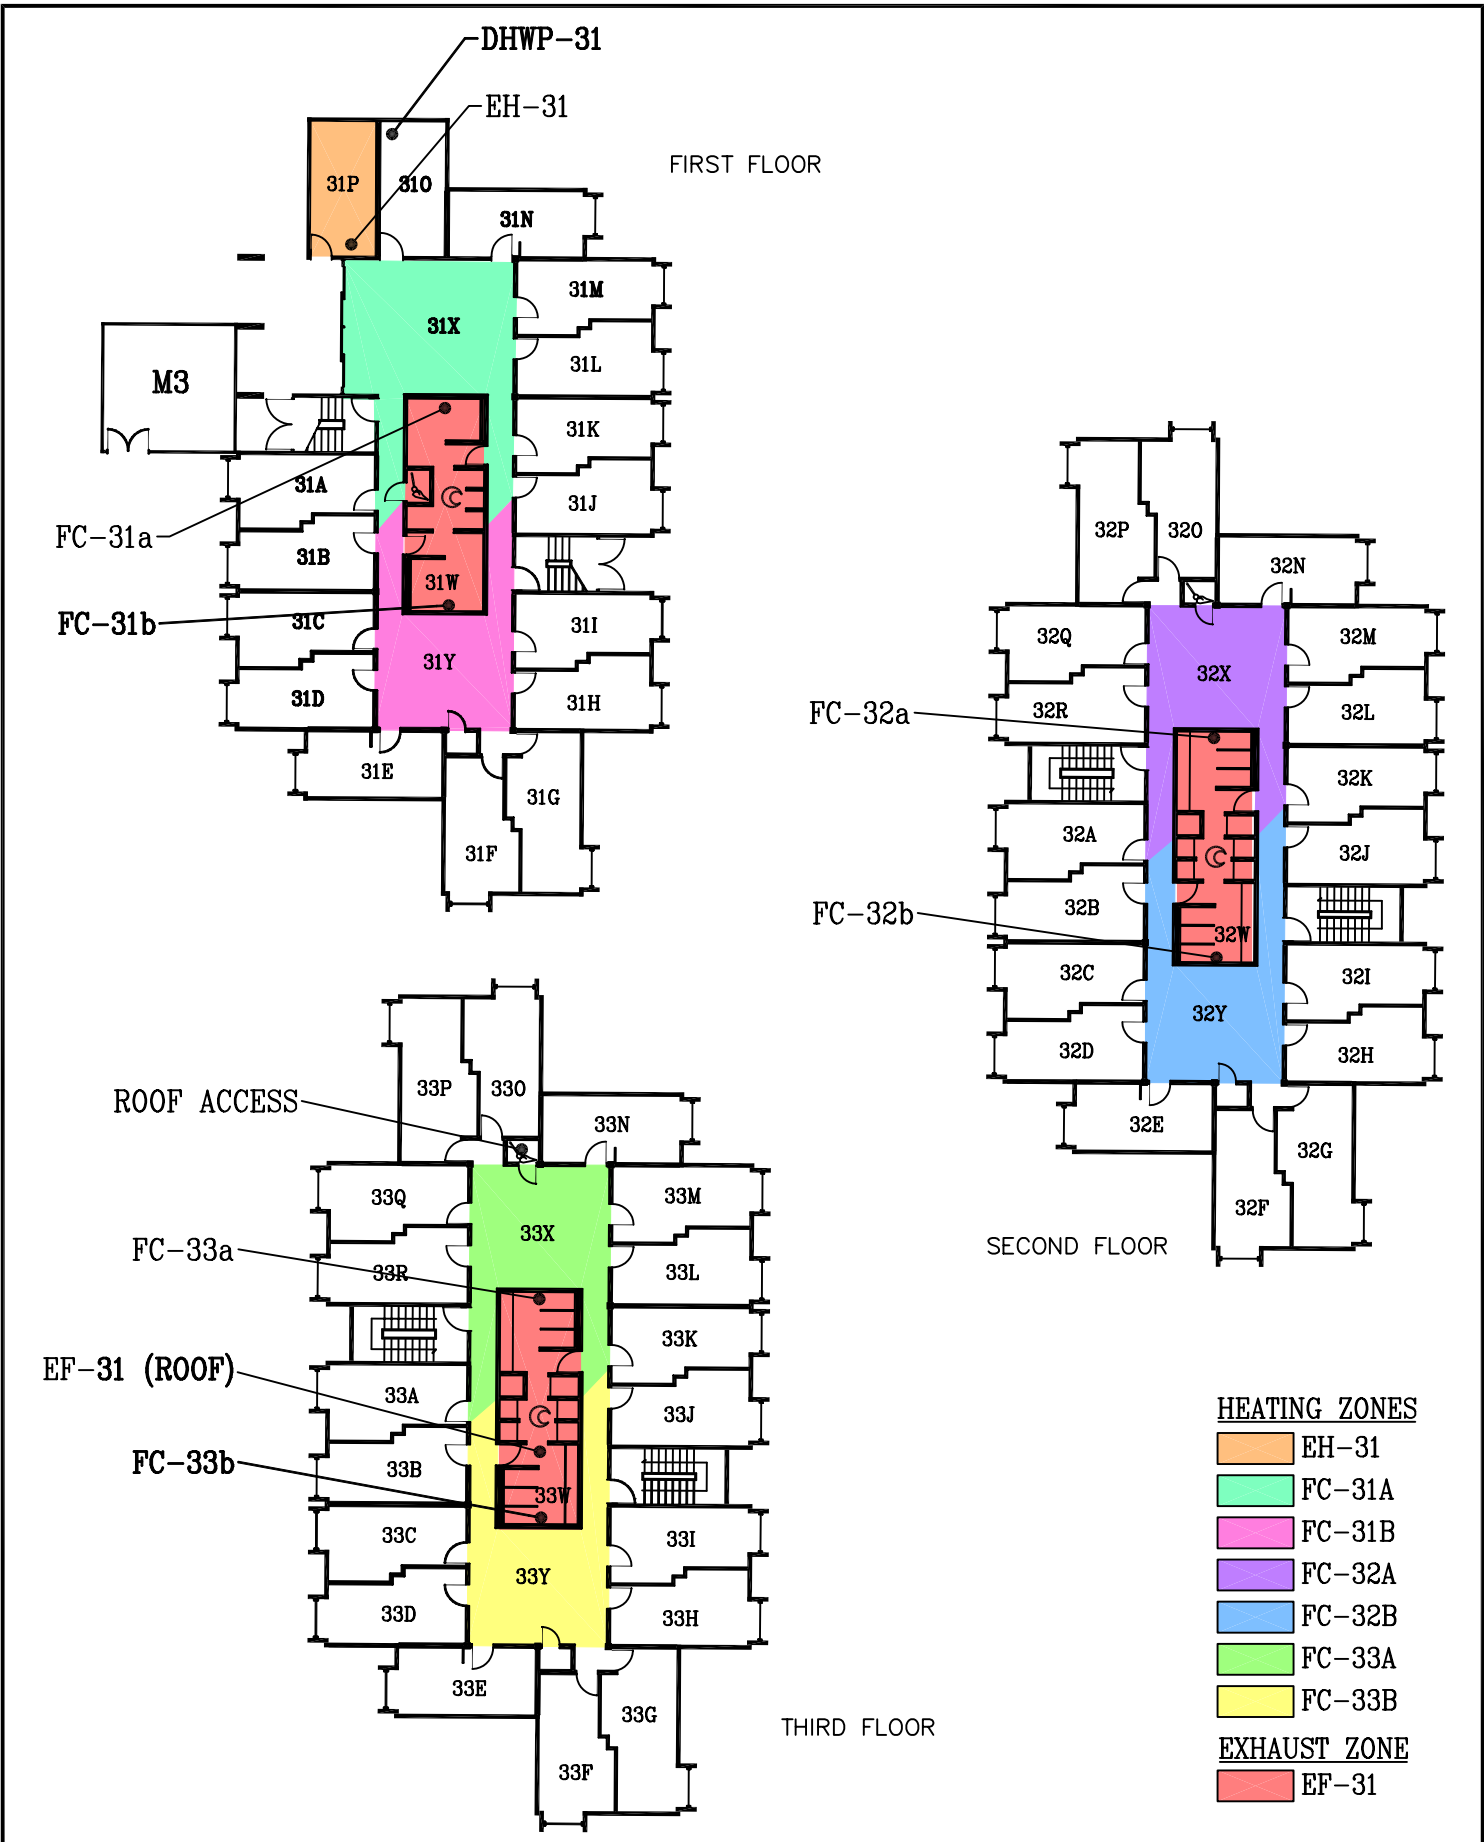 DHWP-31
EH-31
FIRST FLOOR
31P
31O
31N
31M
31X
31L
M3
31K
31A
31J
FC-31a
31B
31W
FC-31b
31C
31I
31Y
31D
31H
31E
31G
31F
32P
32O
32N
32Q
32M
32X
FC-32a
32R
32L
32K
32A
32J
32B
FC-32b
32W
32C
32I
32Y
32D
32H
32E
32G
32F
SECOND FLOOR
33P
33O
ROOF ACCESS
33N
33Q
33M
33X
FC-33a
33R
33L
33K
EF-31 (ROOF)
33A
33J
FC-33b
33B
33W
33C
33I
33Y
33D
33H
33E
33G
33F
THIRD FLOOR
HEATING ZONES
EH-31
FC-31A
FC-31B
FC-32A
FC-32B
FC-33A
FC-33B
EXHAUST ZONE
EF-31